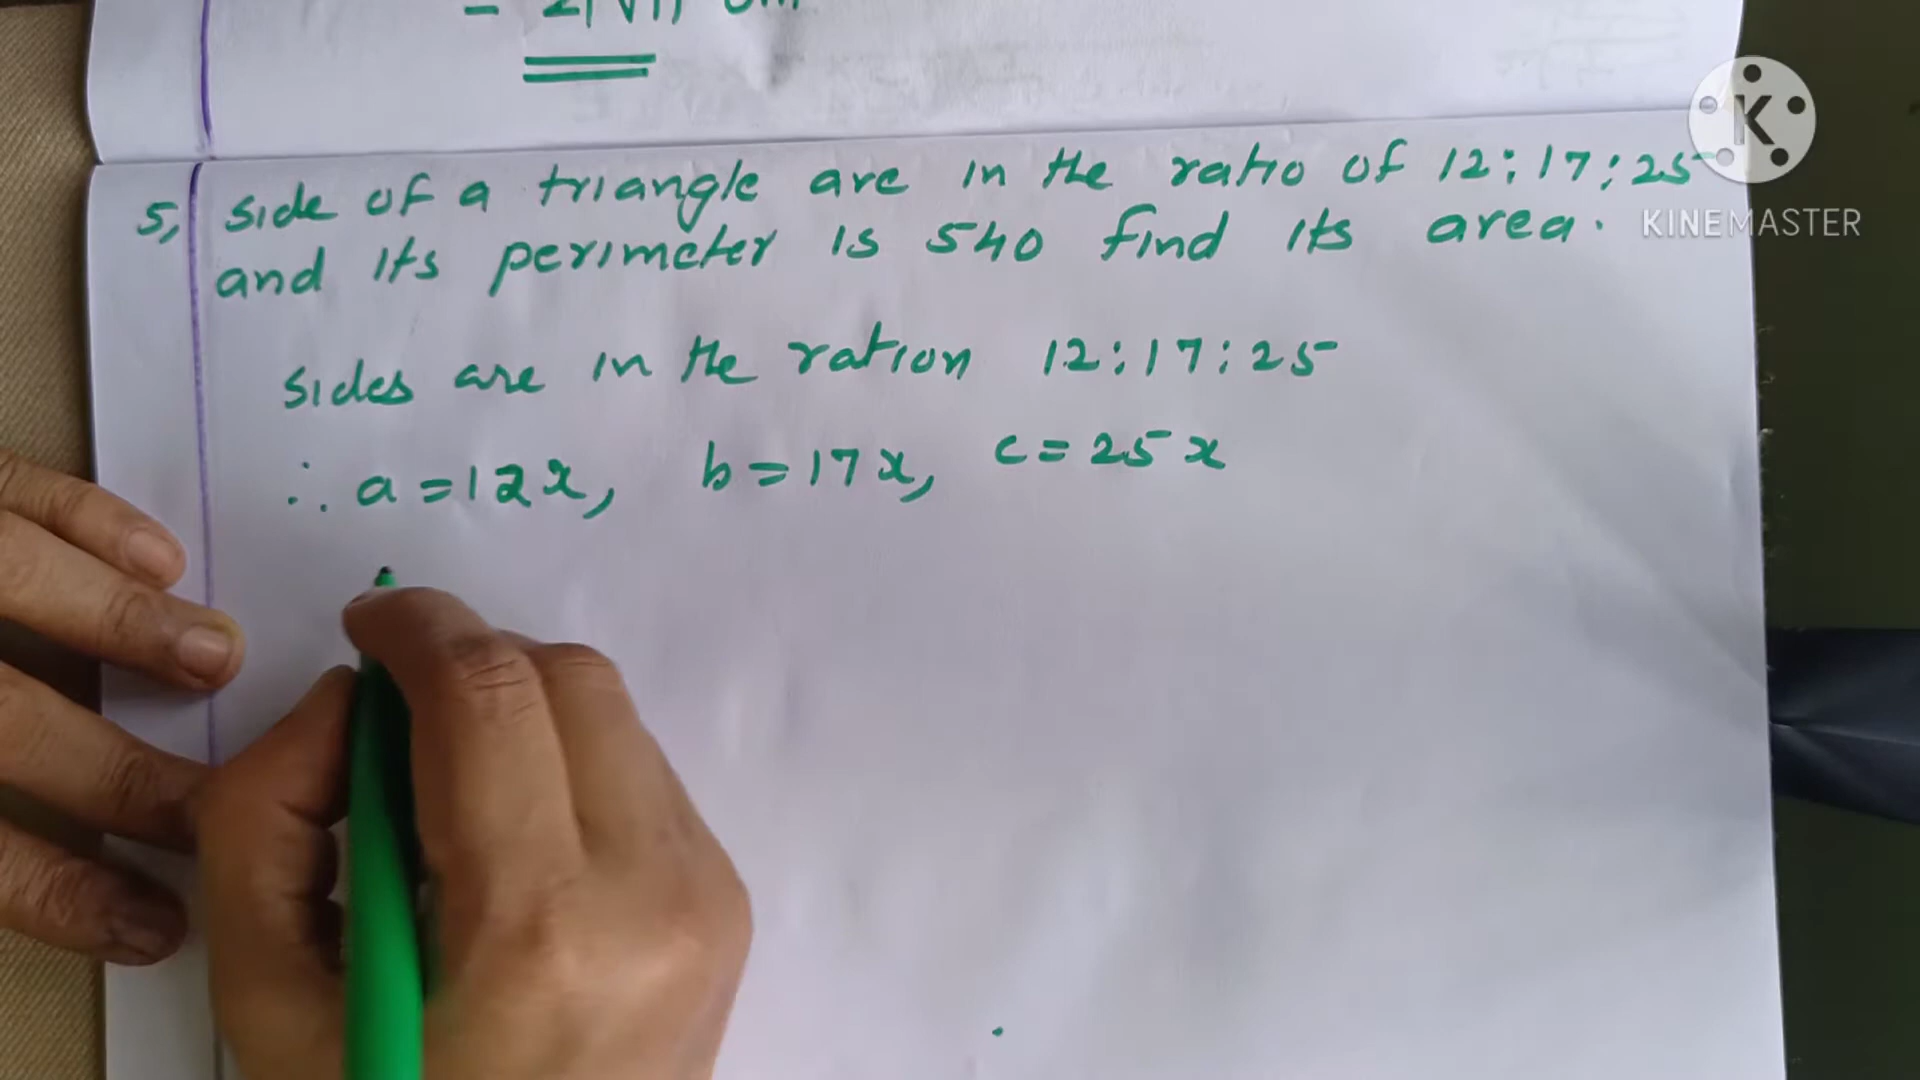 5, side of a triangle are in the ratio of 12:17:25
and its perimeter is 540 find its area.
sides are in the ration 12:17:25
∴ a=12x, b=17x, c=25x
K
KINEMASTER